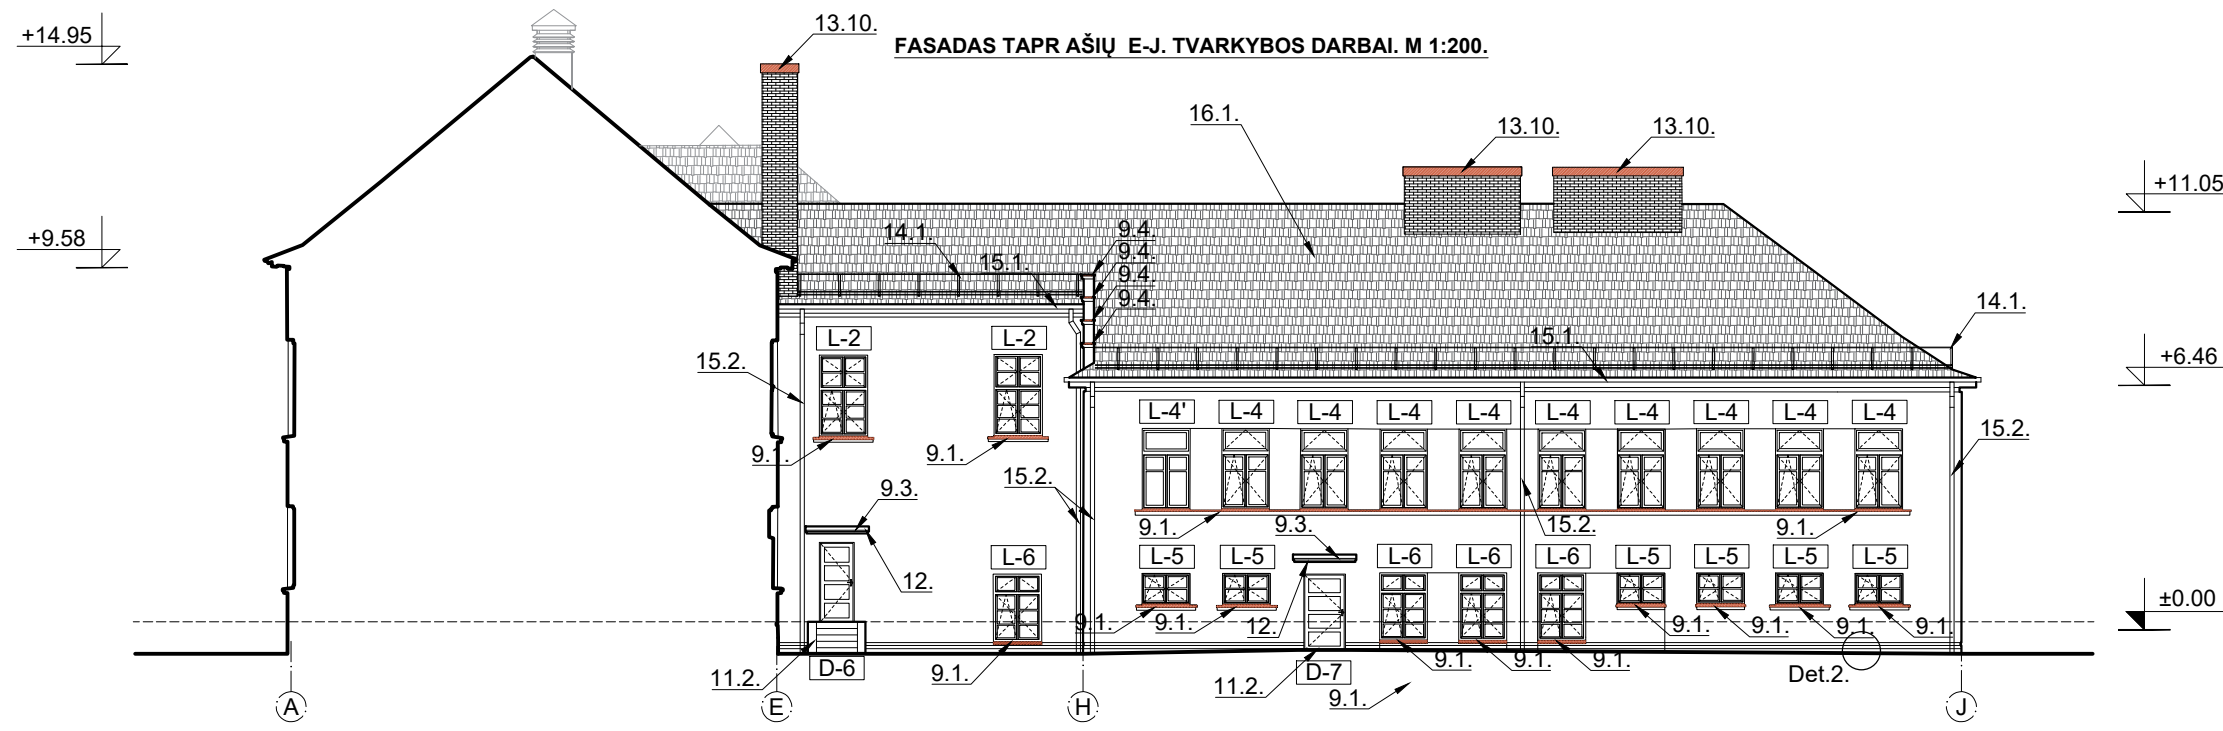 FASADAS TAPR AŠIŲ E-J. TVARKYBOS DARBAI. M 1:200.
+14.95
13.10.
16.1.
13.10.
13.10.
+11.05
+9.58
14.1.
15.1.
9.4.
9.4.
9.4.
9.4.
14.1.
L-2
L-2
15.1.
+6.46
15.2.
L-4'
L-4
L-4
L-4
L-4
L-4
L-4
L-4
L-4
L-4
15.2.
9.1.
9.1.
9.3.
15.2.
9.1.
9.3.
15.2.
9.1.
L-6
L-5
L-5
L-6
L-6
L-6
L-5
L-5
L-5
L-5
12.
±0.00
9.1.
9.1.
12.
9.1.
9.1.
9.1.
9.1.
11.2.
D-6
9.1.
11.2.
D-7
9.1.
9.1.
9.1.
Det.2.
9.1.
A
E
H
J